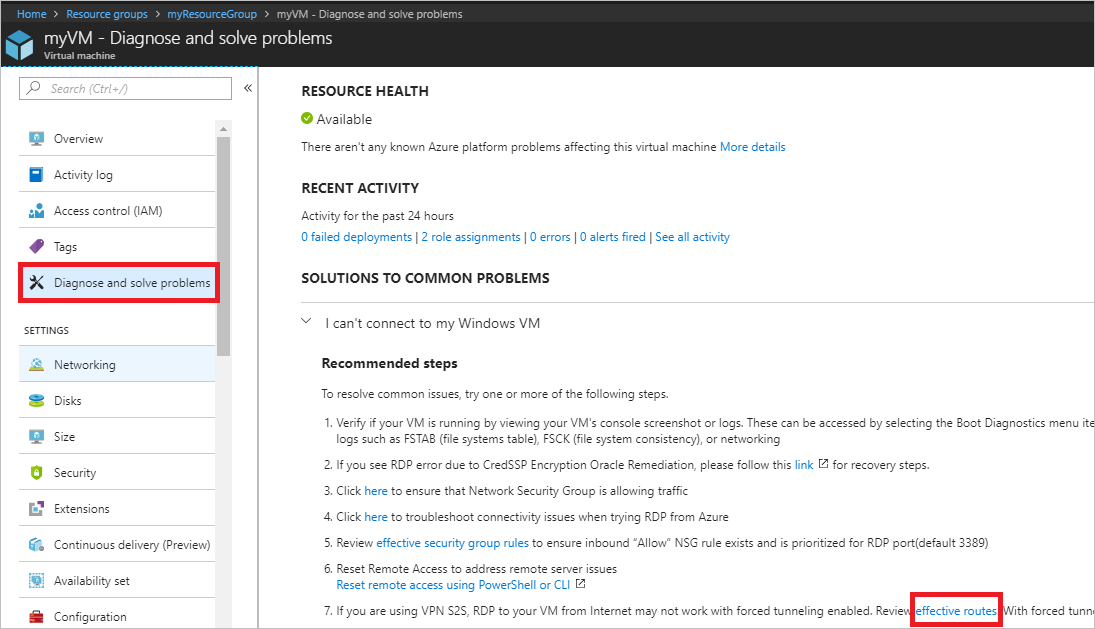 Home > Resource groups > myResourceGroup > myVM - Diagnose and solve problems
myVM - Diagnose and solve problems
Virtual machine
Search (Ctrl+/)
«
Overview
Activity log
Access control (IAM)
Tags
Diagnose and solve problems
SETTINGS
Networking
Disks
Size
Security
Extensions
Continuous delivery (Preview)
Availability set
Configuration
RESOURCE HEALTH
Available
There aren't any known Azure platform problems affecting this virtual machine More details
RECENT ACTIVITY
Activity for the past 24 hours
0 failed deployments | 2 role assignments | 0 errors | 0 alerts fired | See all activity
SOLUTIONS TO COMMON PROBLEMS
I can't connect to my Windows VM
Recommended steps
To resolve common issues, try one or more of the following steps.
1. Verify if your VM is running by viewing your VM's console screenshot or logs. These can be accessed by selecting the Boot Diagnostics menu ite
logs such as FSTAB (file systems table), FSCK (file system consistency), or networking
2. If you see RDP error due to CredSSP Encryption Oracle Remediation, please follow this link for recovery steps.
3. Click here to ensure that Network Security Group is allowing traffic
4. Click here to troubleshoot connectivity issues when trying RDP from Azure
5. Review effective security group rules to ensure inbound “Allow” NSG rule exists and is prioritized for RDP port(default 3389)
6. Reset Remote Access to address remote server issues
Reset remote access using PowerShell or CLI
7. If you are using VPN S2S, RDP to your VM from Internet may not work with forced tunneling enabled. Review effective routes. With forced tunn